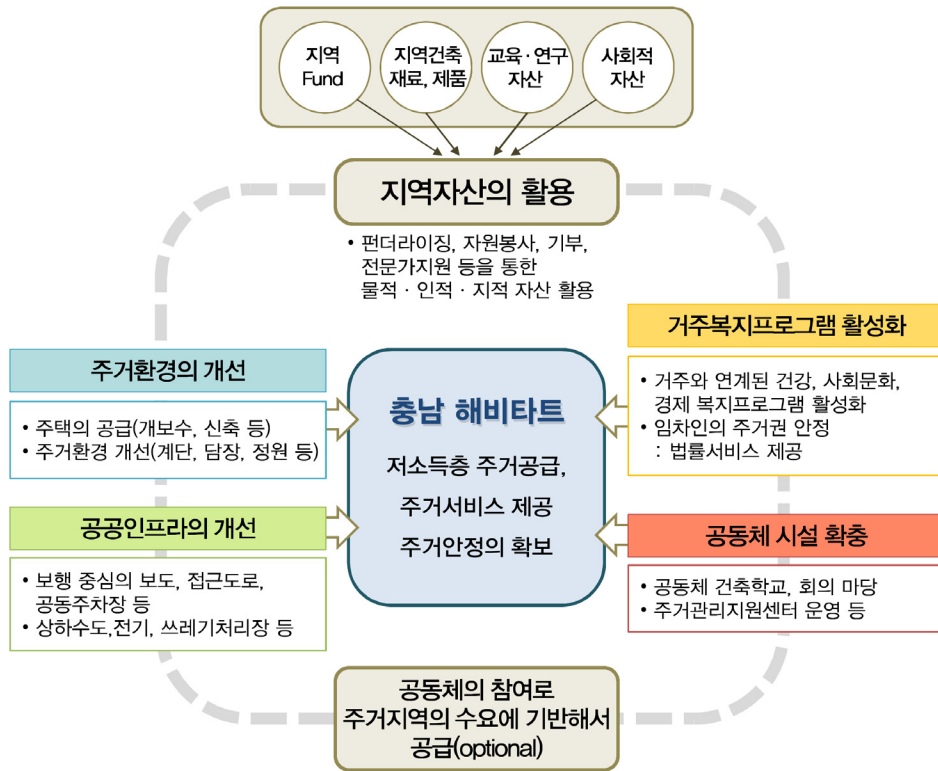 지역
Fund
지역건축
재료, 제품
교육·연구
자산
사회적
자산
지역자산의 활용
• 펀더라이징, 자원봉사, 기부,
전문가지원 등을 통한
물적·인적·지적 자산 활용
주거환경의 개선
• 주택의 공급(개보수, 신축 등)
• 주거환경 개선(계단, 담장, 정원 등)
공공인프라의 개선
• 보행 중심의 보도, 접근도로,
공동주차장 등
• 상하수도,전기, 쓰레기처리장 등
충남 해비타트
저소득층 주거공급,
주거서비스 제공
주거안정의 확보
거주복지프로그램 활성화
• 거주와 연계된 건강, 사회문화,
경제 복지프로그램 활성화
• 임차인의 주거권 안정
: 법률서비스 제공
공동체 시설 확충
• 공동체 건축학교, 회의 마당
• 주거관리지원센터 운영 등
공동체의 참여로
주거지역의 수요에 기반해서
공급(optional)